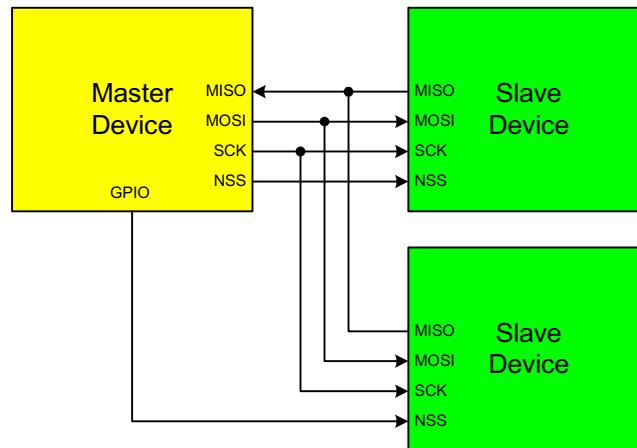 Master
Device
MISO
MOSI
SCK
NSS
GPIO
MISO
MOSI
SCK
NSS
Slave
Device
MISO
MOSI
SCK
NSS
Slave
Device